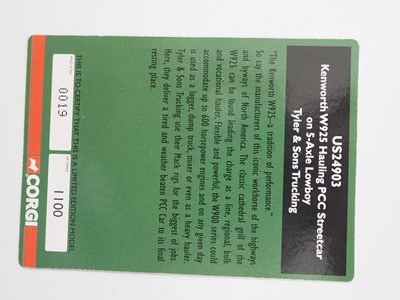 US24903
Kenworth W925 Hauling PCC Streetcar
on 5-Axle Lowboy
Tyler & Sons Trucking
"The Kenworth W925–a tradition of performance"
So say the manufacturers of this iconic workhorse of the highways
and byways of North America. The classic cathedral grill of the
W925 can be found leading the charge as a line, regional, bulk
and vocational hauler. Flexible and powerful, the W900 series could
accommodate up to 600 horsepower engines and on any given day
used as a logger, dump truck, mixer or even as a heavy hauler.
Tyler & Sons Trucking use their Mack rigs for the biggest of jobs.
Here, they deliver a tired and weather beaten PCC Car to its final
resting place.
THIS IS TO CERTIFY THAT THIS IS A LIMITED EDITION MODEL
0019
1100
CORGI